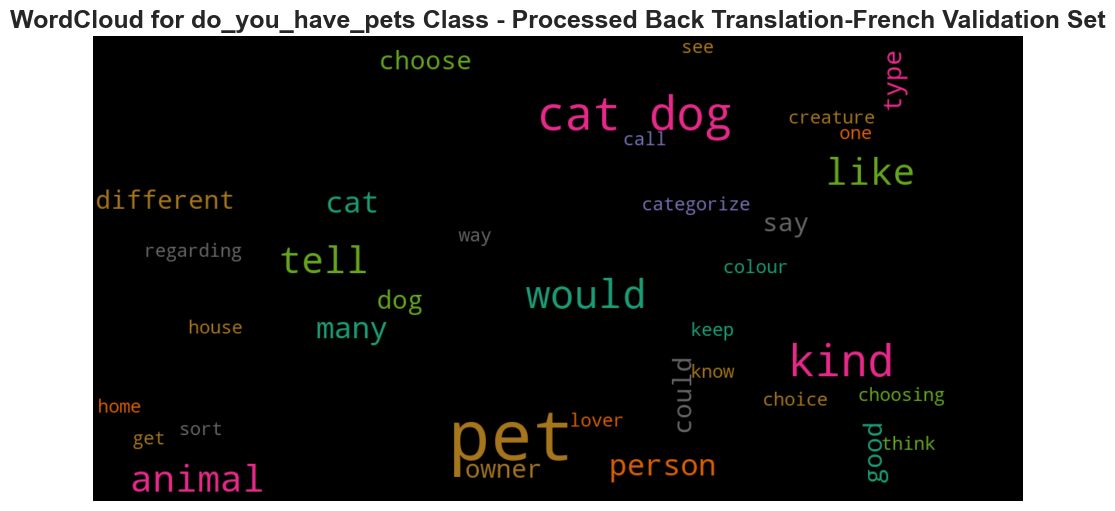 WordCloud for do_you_have_pets Class - Processed Back Translation-French Validation Set
see
choose
type
cat dog
creature
call
one
like
different
cat
categorize
say
way
regarding
tell
colour
dog
would
house
many
keep
kind
could
know
choice
choosing
home
lover
sort
get
pet
good
think
owner
person
animal